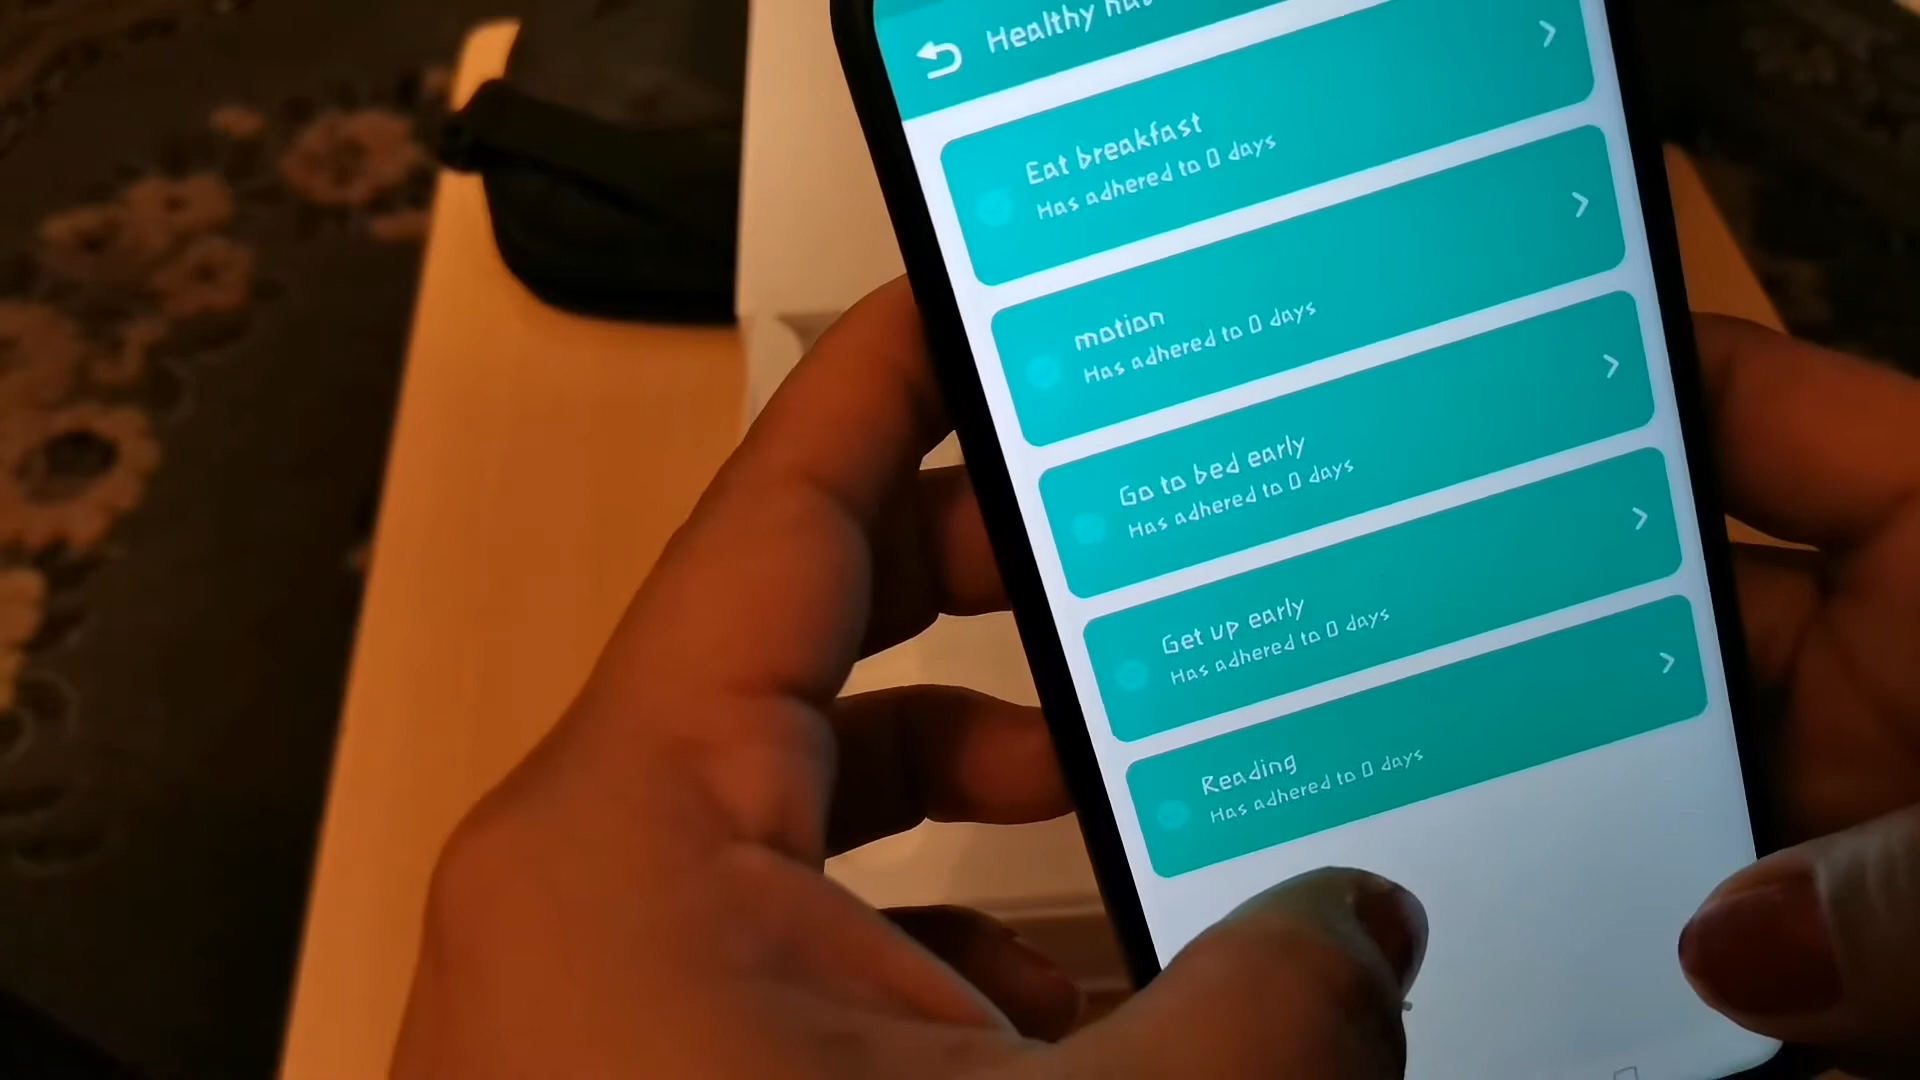 Healthy
Eat breakfast
Has adhered to 0 days
motion
Has adhered to 0 days
Go to bed early
Has adhered to 0 days
Get up early
Has adhered to 0 days
Reading
Has adhered to 0 days